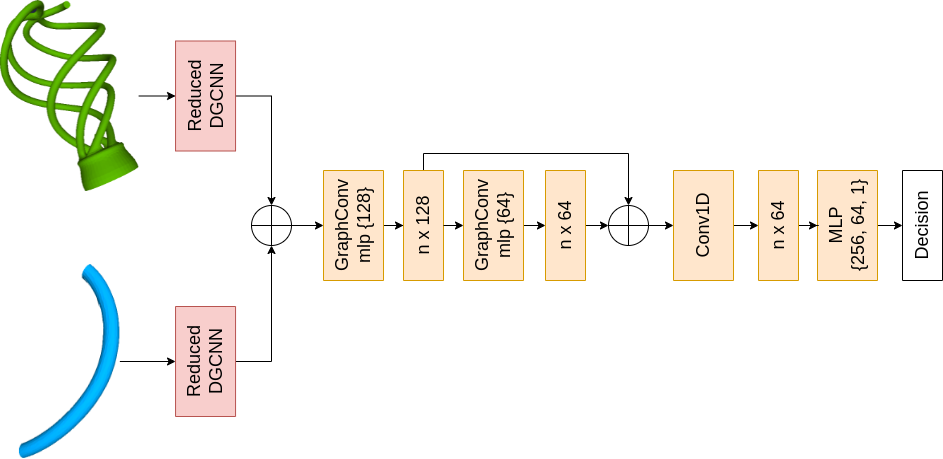 Reduced
DGCNN
Reduced
DGCNN
GraphConv
mlp {128}
n x 128
GraphConv
mlp {64}
n x 64
Conv1D
n x 64
MLP
{256, 64, 1}
Decision